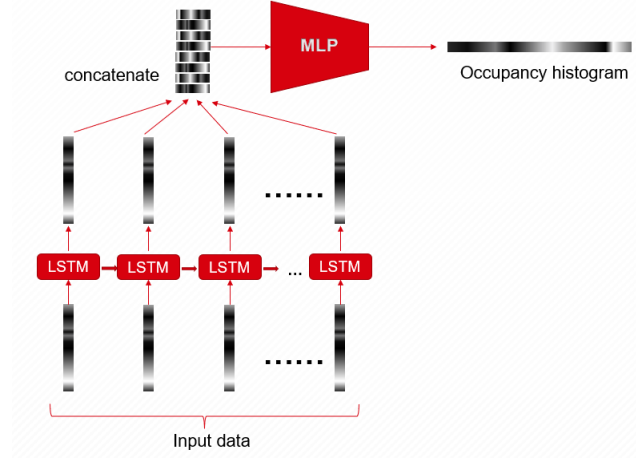 MLP
concatenate
Occupancy histogram
......
LSTM
LSTM
LSTM
...
LSTM
......
Input data